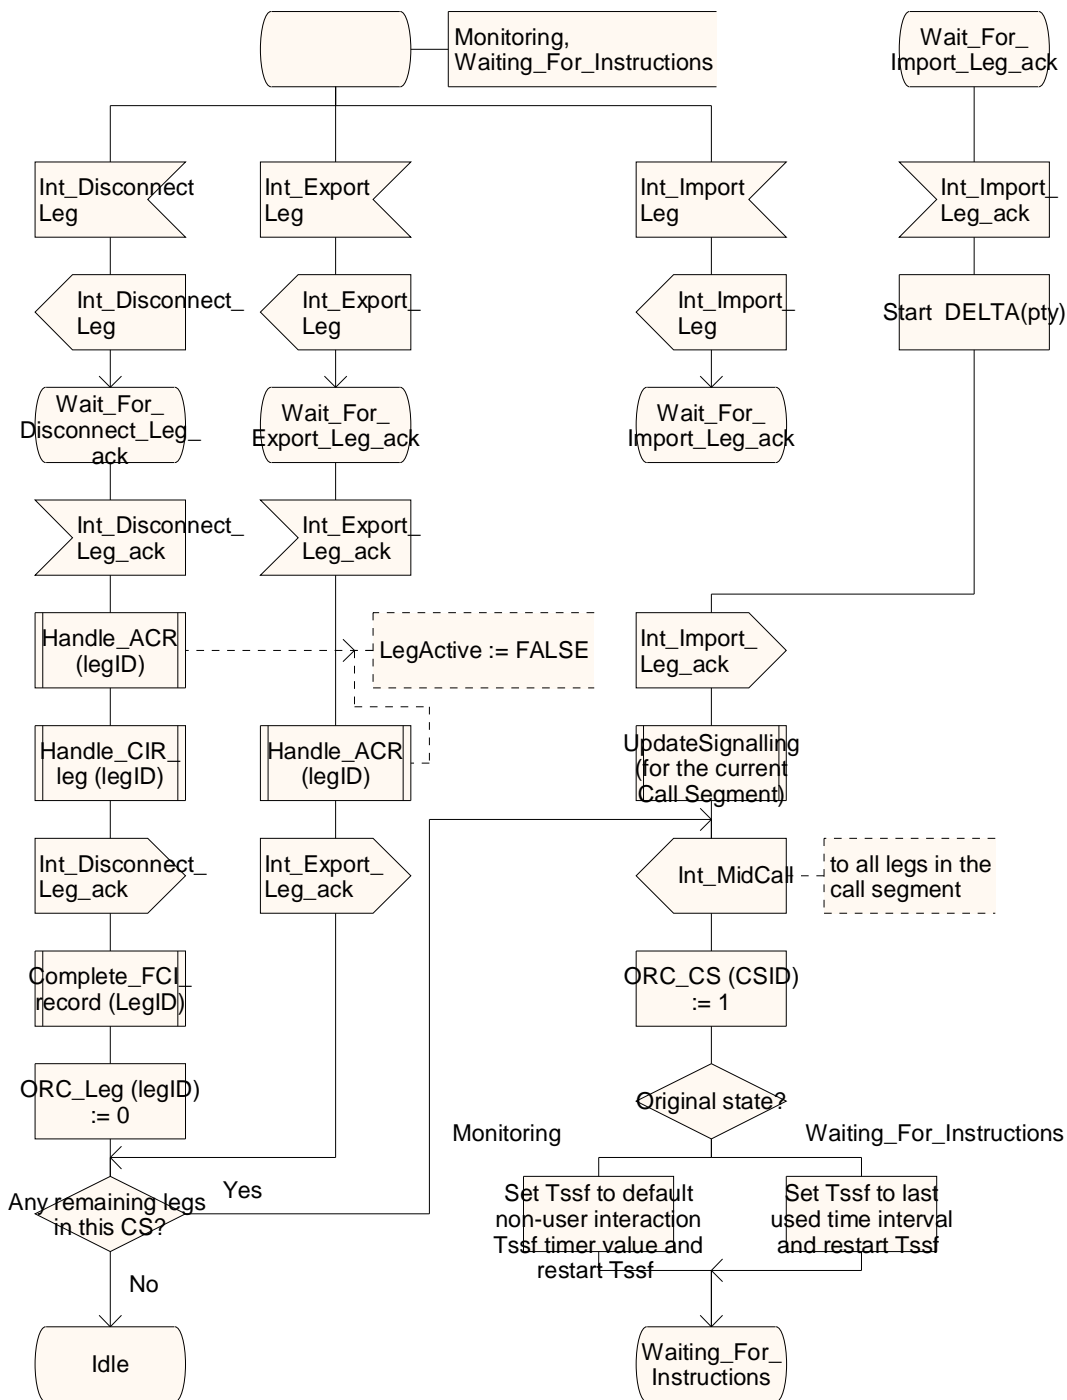 Monitoring,
Waiting_For_Instructions
Wait_For_
Import_Leg_ack
Int_Disconnect
Leg
Int_Export
Leg
Int_Import
Leg
Int_Import_
Leg_ack
Int_Disconnect_
Leg
Int_Export_
Leg
Int_Import_
Leg
Start DELTA(pty)
Wait_For_
Disconnect_Leg_
ack
Wait_For_
Export_Leg_ack
Wait_For_
Import_Leg_ack
Int_Disconnect_
Leg_ack
Int_Export_
Leg_ack
Handle_ACR
(legID)
LegActive := FALSE
Int_Import_
Leg_ack
Handle_CIR_
leg (legID)
Handle_ACR
(legID)
UpdateSignalling
(for the current
Call Segment)
Int_Disconnect_
Leg_ack
Int_Export_
Leg_ack
Int_MidCall
to all legs in the
call segment
Complete_FCI_
record (LegID)
ORC_CS (CSID)
:= 1
ORC_Leg (legID)
:= 0
Original state?
Monitoring
Waiting_For_Instructions
Any remaining legs
in this CS?
Yes
Set Tssf to default
non-user interaction
Tssf timer value and
restart Tssf
Set Tssf to last
used time interval
and restart Tssf
No
Idle
Waiting_For_
Instructions